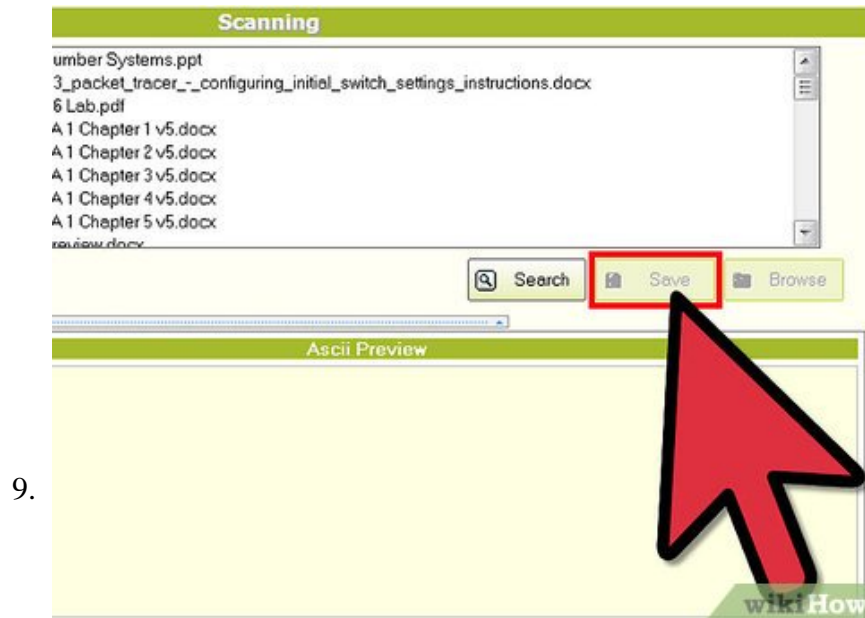 Scanning
umber Systems.ppt
3_packet_tracer_-_configuring_initial_switch_settings_instructions.docx
6 Lab.pdf
A 1 Chapter 1 v5.docx
A 1 Chapter 2 v5.docx
A 1 Chapter 3 v5.docx
A 1 Chapter 4 v5.docx
A 1 Chapter 5 v5.docx
review.docx
Search Save Browse
Ascii Preview
9.
wikiHow